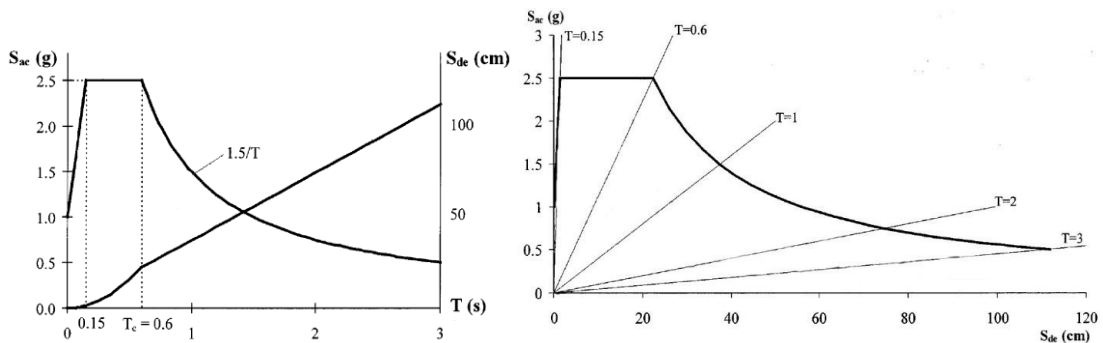 Sac (g)
Sde (cm)
2.5
2.0
1.5
1.0
0.5
0.0
100
50
1.5/T
T (s)
0
0.15
Tc = 0.6
1
2
3
Sac (g)
3
2.5
2
1.5
1
0.5
0
T=0.15
T=0.6
T=1
T=2
T=3
0
20
40
60
80
100
120
Sde (cm)